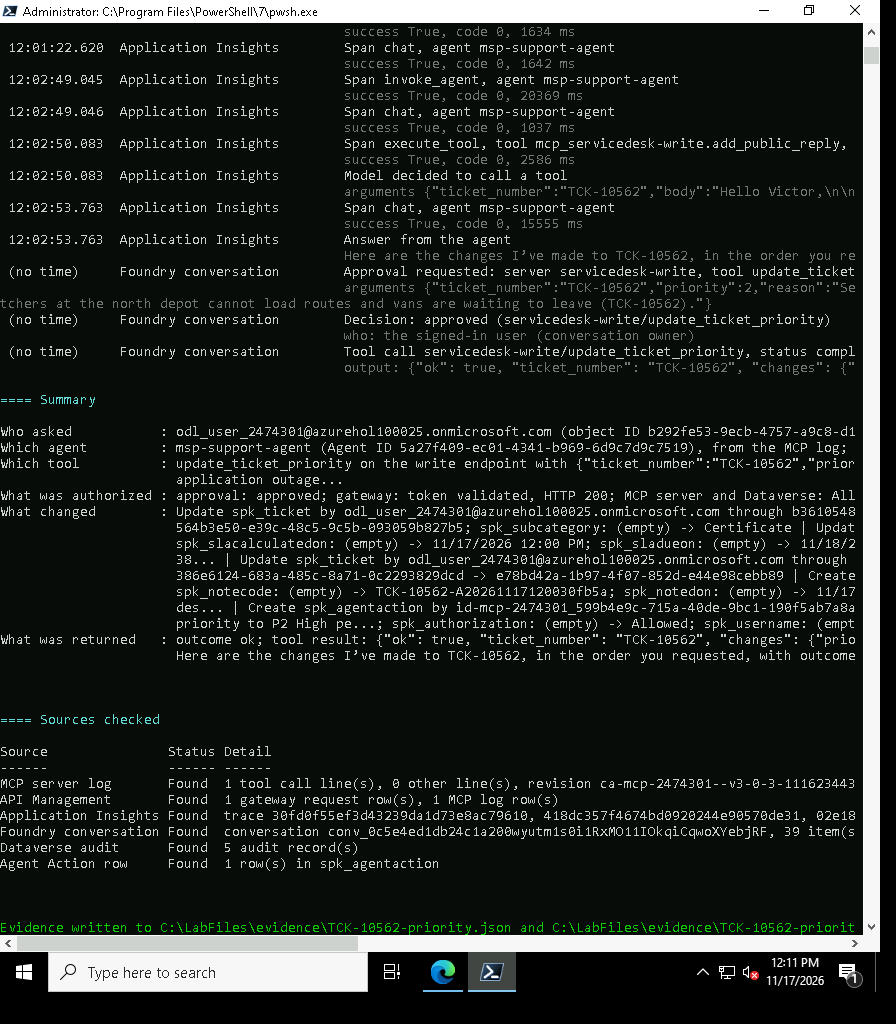 Administrator: C:\Program Files\PowerShell\7\pwsh.exe
success True, code 0, 1634 ms
12:01:22.620 Application Insights Span chat, agent msp-support-agent
success True, code 0, 1642 ms
12:02:49.045 Application Insights Span invoke_agent, agent msp-support-agent
success True, code 0, 20369 ms
12:02:49.046 Application Insights Span chat, agent msp-support-agent
success True, code 0, 1037 ms
12:02:50.083 Application Insights Span execute_tool, tool mcp_servicedesk-write.add_public_reply,
success True, code 0, 2586 ms
12:02:50.083 Application Insights Model decided to call a tool
arguments {"ticket_number":"TCK-10562","body":"Hello Victor,\n\n
12:02:53.763 Application Insights Span chat, agent msp-support-agent
success True, code 0, 15555 ms
12:02:53.763 Application Insights Answer from the agent
Here are the changes I’ve made to TCK-10562, in the order you re
(no time) Foundry conversation Approval requested: server servicedesk-write, tool update_ticket
arguments {"ticket_number":"TCK-10562","priority":2,"reason":"Se
tchers at the north depot cannot load routes and vans are waiting to leave (TCK-10562)."}
(no time) Foundry conversation Decision: approved (servicedesk-write/update_ticket_priority)
who: the signed-in user (conversation owner)
(no time) Foundry conversation Tool call servicedesk-write/update_ticket_priority, status compl
output: {"ok": true, "ticket_number": "TCK-10562", "changes": {"
==== Summary
Who asked : odl_user_2474301@azurehol100025.onmicrosoft.com (object ID b292fe53-9ecb-4757-a9c8-d1
Which agent : msp-support-agent (Agent ID 5a27f409-ec01-4341-b969-6d9c7d9c7519), from the MCP log;
Which tool : update_ticket_priority on the write endpoint with {"ticket_number":"TCK-10562","prior
application outage...
What was authorized : approval: approved; gateway: token validated, HTTP 200; MCP server and Dataverse: All
What changed : Update spk_ticket by odl_user_2474301@azurehol100025.onmicrosoft.com through b3610548
564b3e50-e39c-48c5-9c5b-093059b827b5; spk_subcategory: (empty) -> Certificate | Updat
spk_slacalculatedon: (empty) -> 11/17/2026 12:00 PM; spk_sladueon: (empty) -> 11/18/2
38... | Update spk_ticket by odl_user_2474301@azurehol100025.onmicrosoft.com through
386e6124-683a-485c-8a71-0c2293829dcd -> e78bd42a-1b97-4f07-852d-e44e98cebb89 | Create
spk_notecode: (empty) -> TCK-10562-A20261117120030fb5a; spk_notedon: (empty) -> 11/17
des... | Create spk_agentaction by id-mcp-2474301_599b4e9c-715a-40de-9bc1-190f5ab7a8a
priority to P2 High pe...; spk_authorization: (empty) -> Allowed; spk_username: (empt
What was returned : outcome ok; tool result: {"ok": true, "ticket_number": "TCK-10562", "changes": {"prio
Here are the changes I’ve made to TCK-10562, in the order you requested, with outcome
==== Sources checked
Source Status Detail
------ ------ ------
MCP server log Found 1 tool call line(s), 0 other line(s), revision ca-mcp-2474301--v3-0-3-111623443
API Management Found 1 gateway request row(s), 1 MCP log row(s)
Application Insights Found trace 30fd0f55ef3d43239da1d73e8ac79610, 418dc357f4674bd0920244e90570de31, 02e18
Foundry conversation Found conversation conv_0c5e4ed1db24c1a200wyutm1s0i1RxMO11IOkqiCqwoXYebjRF, 39 item(s
Dataverse audit Found 5 audit record(s)
Agent Action row Found 1 row(s) in spk_agentaction
Evidence written to C:\LabFiles\evidence\TCK-10562-priority.json and C:\LabFiles\evidence\TCK-10562-priorit
Type here to search
12:11 PM
11/17/2026
1